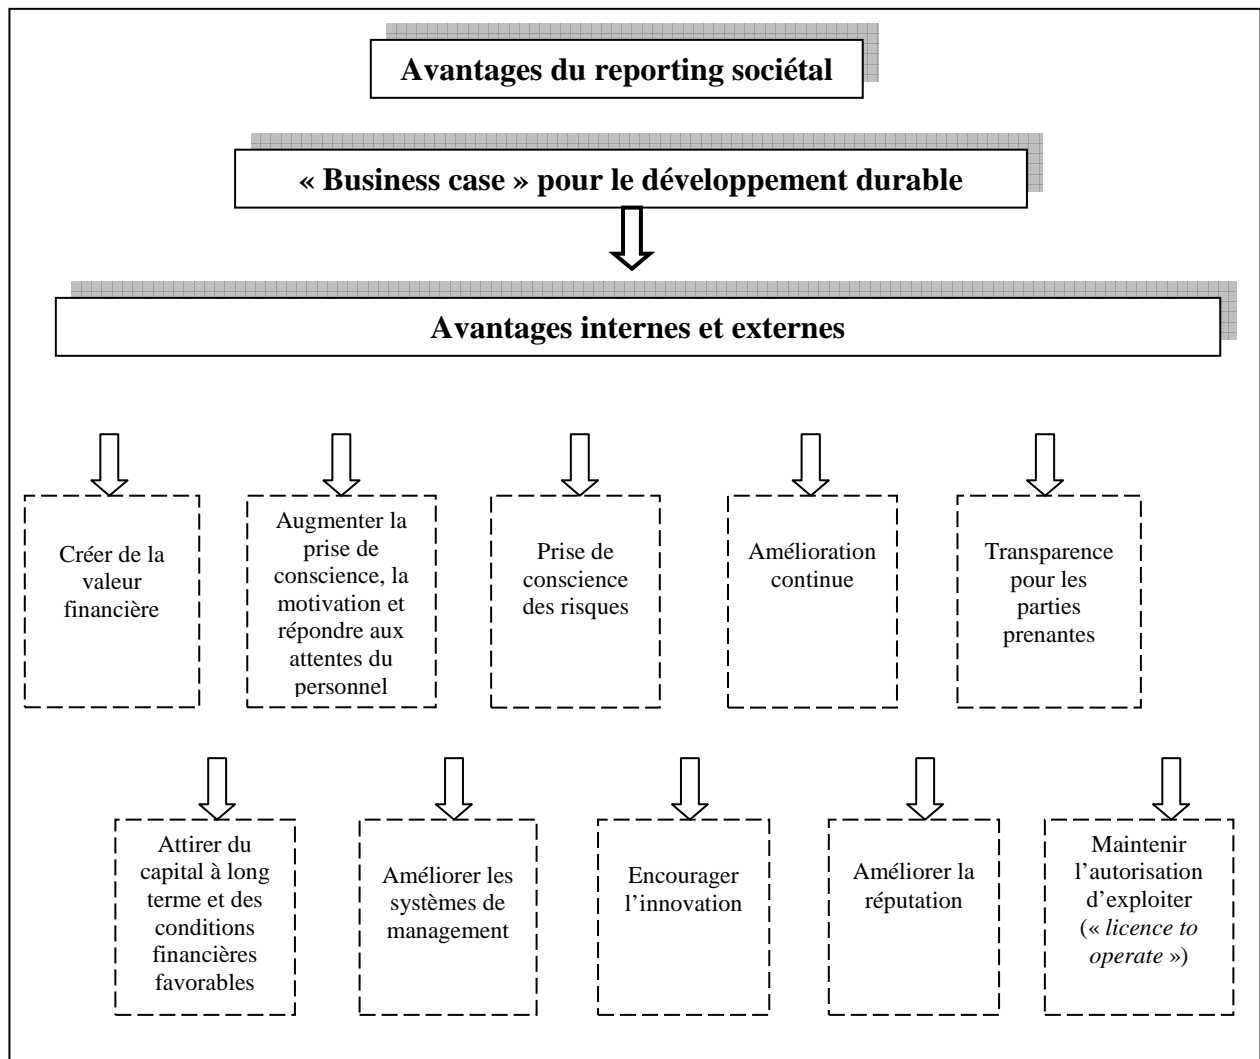 Avantages du reporting sociétal
« Business case » pour le développement durable
Avantages internes et externes
Créer de la
valeur
financière
Augmenter la
prise de
conscience, la
motivation et
répondre aux
attentes du
personnel
Prise de
conscience
des risques
Amélioration
continue
Transparence
pour les
parties
prenantes
Attirer du
capital à long
terme et des
conditions
financières
favorables
Améliorer les
systèmes de
management
Encourager
l’innovation
Améliorer la
réputation
Maintenir
l’autorisation
d’exploiter
(« licence to
operate »)